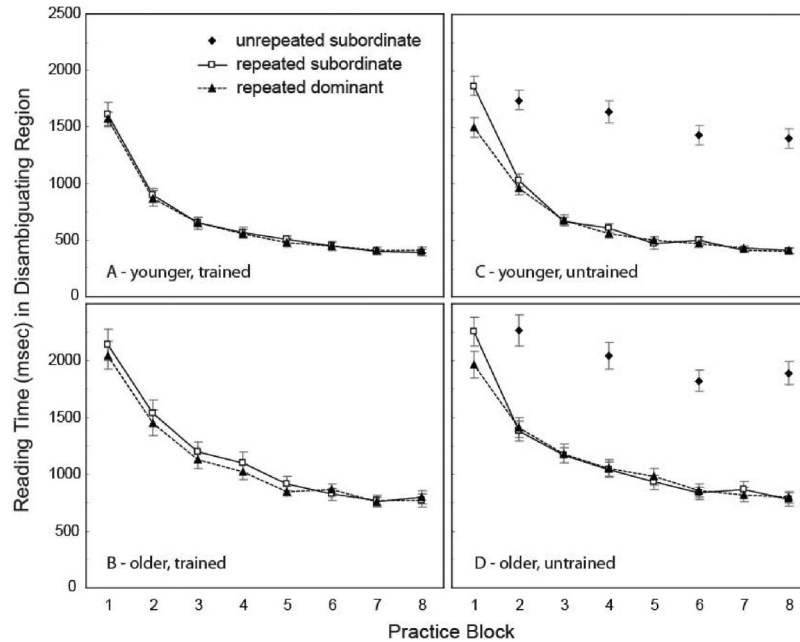 Reading Time (msec) in Disambiguating Region
2500
2000
1500
1000
500
0
unrepeated subordinate
repeated subordinate
repeated dominant
A - younger, trained
C - younger, untrained
2000
1500
1000
500
0
B - older, trained
D - older, untrained
1 2 3 4 5 6 7 8
1 2 3 4 5 6 7 8
Practice Block